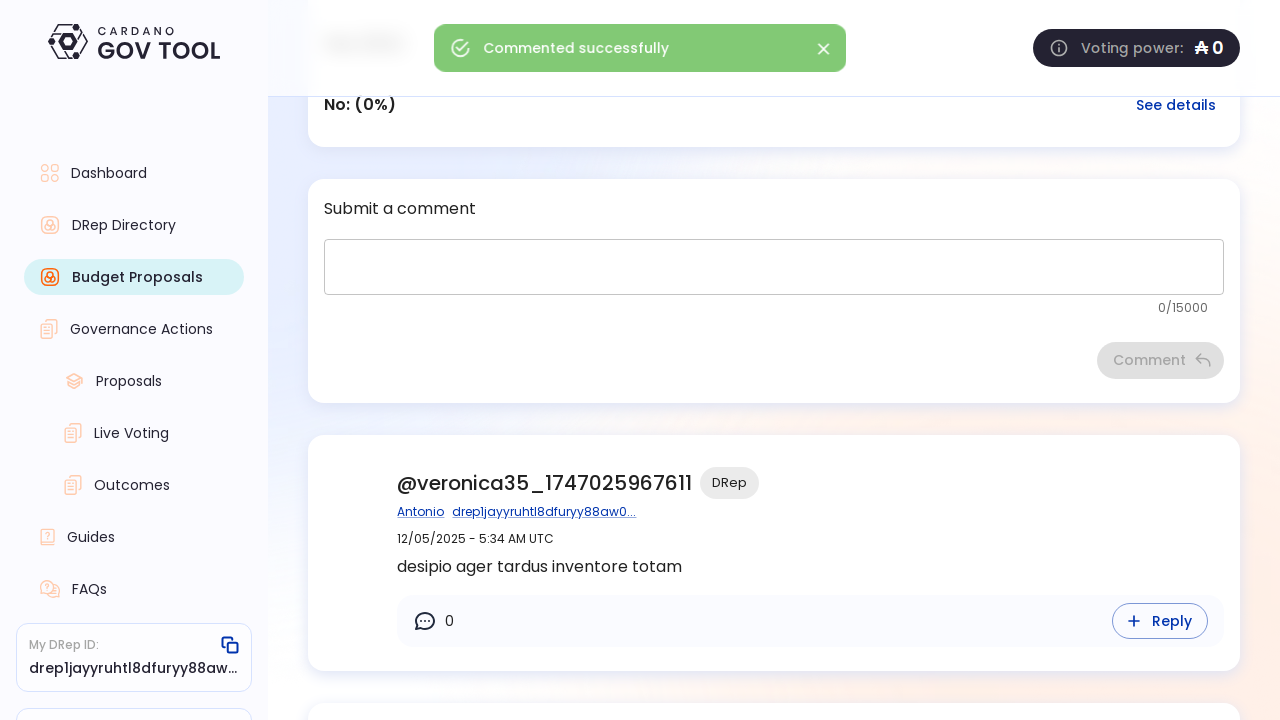 CARDANO
GOV TOOL
Commented successfully
Voting power: ₳ 0
No: (0%)
See details
Dashboard
DRep Directory
Budget Proposals
Governance Actions
Proposals
Live Voting
Outcomes
Guides
FAQs
My DRep ID:
drep1jayyruhtl8dfuryy88aw...
Submit a comment
0/15000
Comment
@veronica35_1747025967611 DRep
Antonio drep1jayyruhtl8dfuryy88aw0...
12/05/2025 - 5:34 AM UTC
desipio ager tardus inventore totam
0
Reply